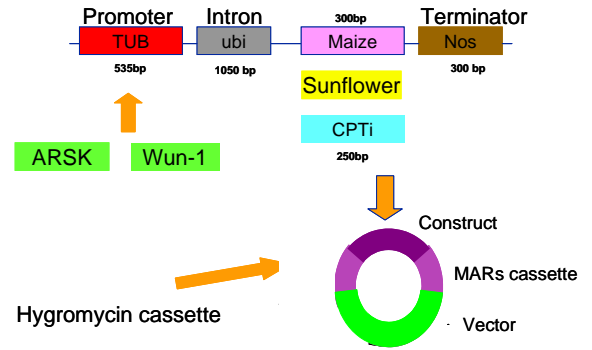 Promoter Intron 300bp Terminator
TUB ubi Maize Nos
535bp 1050 bp 300 bp
Sunflower
CPTi
250bp
ARSK Wun-1
Construct
MARs cassette
Hygromycin cassette
Vector